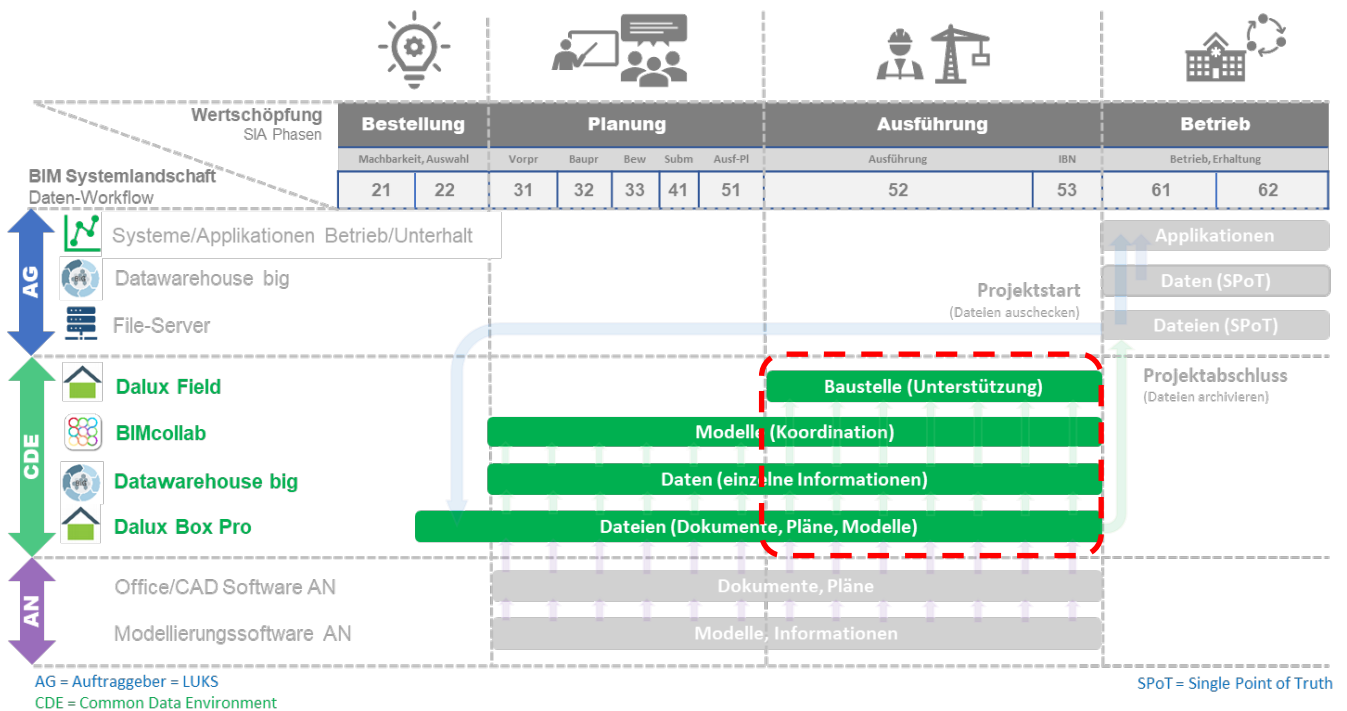 Wertschöpfung
SIA Phasen
BIM Systemlandschaft
Daten-Workflow
Bestellung Planung Ausführung Betrieb
Machbarkeit, Auswahl Vorpr Baupr Bew Subm Ausf-Pl Ausführung IBN Betrieb, Erhaltung
21 22 31 32 33 41 51 52 53 61 62
AG
Systeme/Applikationen Betrieb/Unterhalt Applikationen
Datawarehouse big Daten (SPoT)
Projektstart
(Dateien auschecken)
File-Server Dateien (SPoT)
CDE
Dalux Field Baustelle (Unterstützung)
Projektabschluss
(Dateien archivieren)
BIMcollab Modelle (Koordination)
Datawarehouse big Daten (einzelne Informationen)
Dalux Box Pro Dateien (Dokumente, Pläne, Modelle)
AN
Office/CAD Software AN Dokumente, Pläne
Modellierungssoftware AN Modelle, Informationen
AG = Auftraggeber = LUKS
CDE = Common Data Environment
SPoT = Single Point of Truth